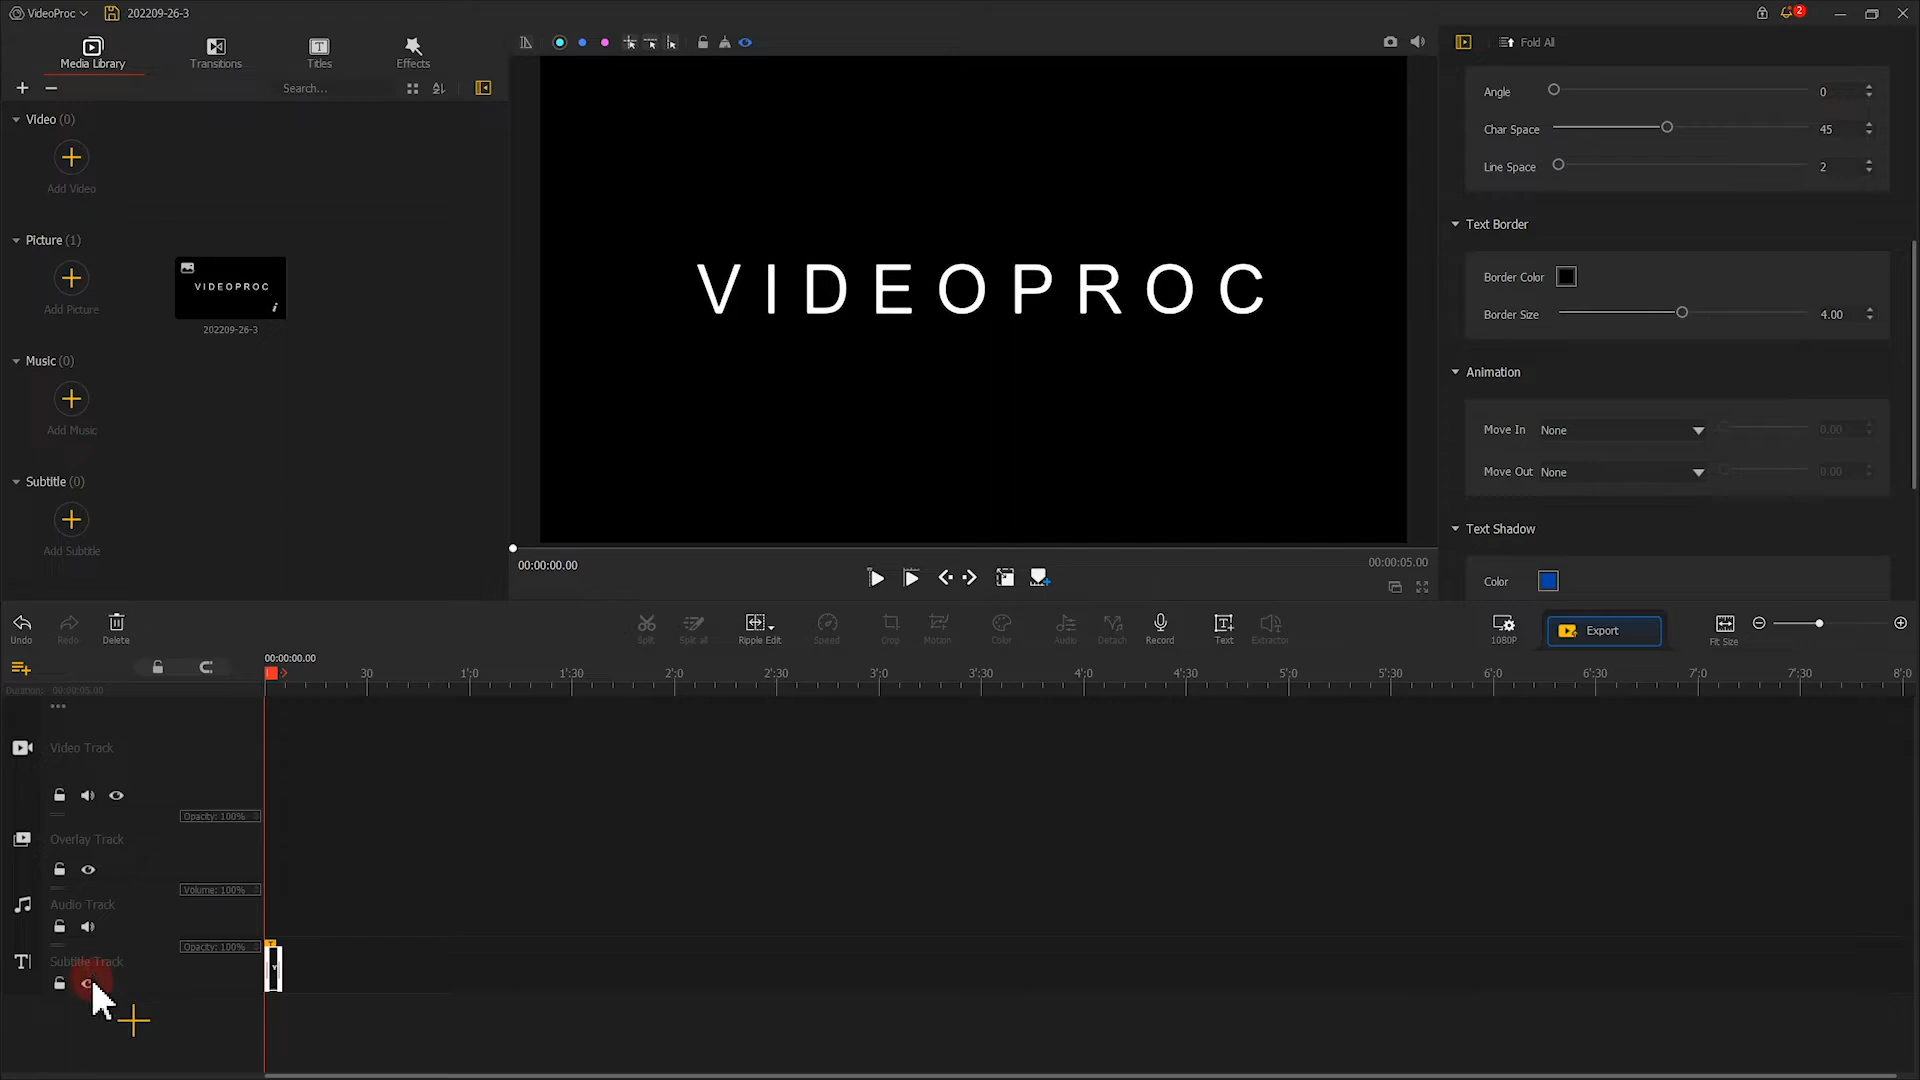 VideoProc
202209-26-3
2
Media Library
Transitions
Titles
Effects
Search...
Fold All
Angle
0
Char Space
45
Line Space
2
Video (0)
Add Video
Picture (1)
Add Picture
VIDEOPROC
202209-26-3
Music (0)
Add Music
Subtitle (0)
Add Subtitle
VIDEOPROC
00:00:00.00
00:00:05.00
Text Border
Border Color
Border Size
4.00
Animation
Move In
None
0.00
Move Out
None
0.00
Text Shadow
Color
Undo
Redo
Delete
Split
Split all
Ripple Edit
Speed
Crop
Motion
Color
Audio
Detach
Record
Text
Extractor
1080P
Export
Fit Size
00:00:00.00
30
1'0
1'30
2'0
2'30
3'0
3'30
4'0
4'30
5'0
5'30
6'0
6'30
7'0
7'30
8'0
Duration: 00:00:05.00
Video Track
Opacity: 100%
Overlay Track
Volume: 100%
Audio Track
Opacity: 100%
Subtitle Track